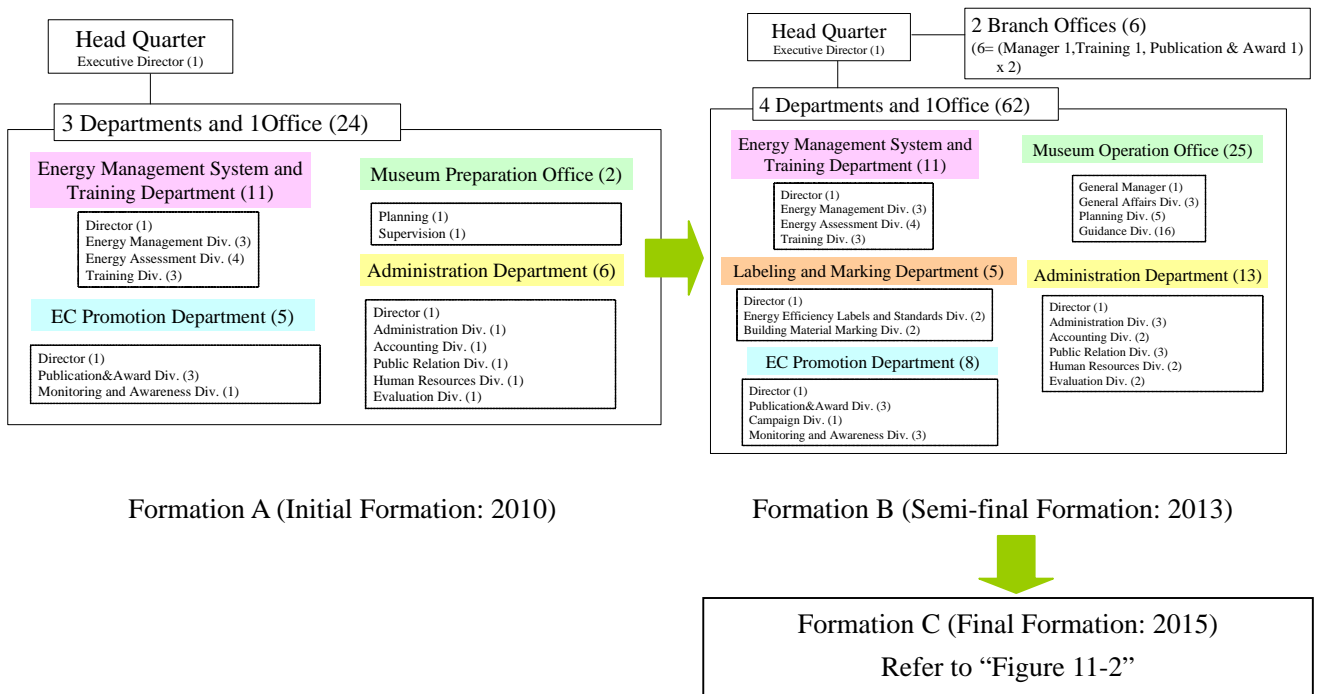 Head Quarter
Executive Director (1)
3 Departments and 1Office (24)
Energy Management System and
Training Department (11)
Director (1)
Energy Management Div. (3)
Energy Assessment Div. (4)
Training Div. (3)
EC Promotion Department (5)
Director (1)
Publication&Award Div. (3)
Monitoring and Awareness Div. (1)
Museum Preparation Office (2)
Planning (1)
Supervision (1)
Administration Department (6)
Director (1)
Administration Div. (1)
Accounting Div. (1)
Public Relation Div. (1)
Human Resources Div. (1)
Evaluation Div. (1)
Formation A (Initial Formation: 2010)
Head Quarter
Executive Director (1)
2 Branch Offices (6)
(6= (Manager 1,Training 1, Publication & Award 1)
x 2)
4 Departments and 1Office (62)
Energy Management System and
Training Department (11)
Director (1)
Energy Management Div. (3)
Energy Assessment Div. (4)
Training Div. (3)
Labeling and Marking Department (5)
Director (1)
Energy Efficiency Labels and Standards Div. (2)
Building Material Marking Div. (2)
EC Promotion Department (8)
Director (1)
Publication&Award Div. (3)
Campaign Div. (1)
Monitoring and Awareness Div. (3)
Museum Operation Office (25)
General Manager (1)
General Affairs Div. (3)
Planning Div. (5)
Guidance Div. (16)
Administration Department (13)
Director (1)
Administration Div. (3)
Accounting Div. (2)
Public Relation Div. (3)
Human Resources Div. (2)
Evaluation Div. (2)
Formation B (Semi-final Formation: 2013)
Formation C (Final Formation: 2015)
Refer to “Figure 11-2”